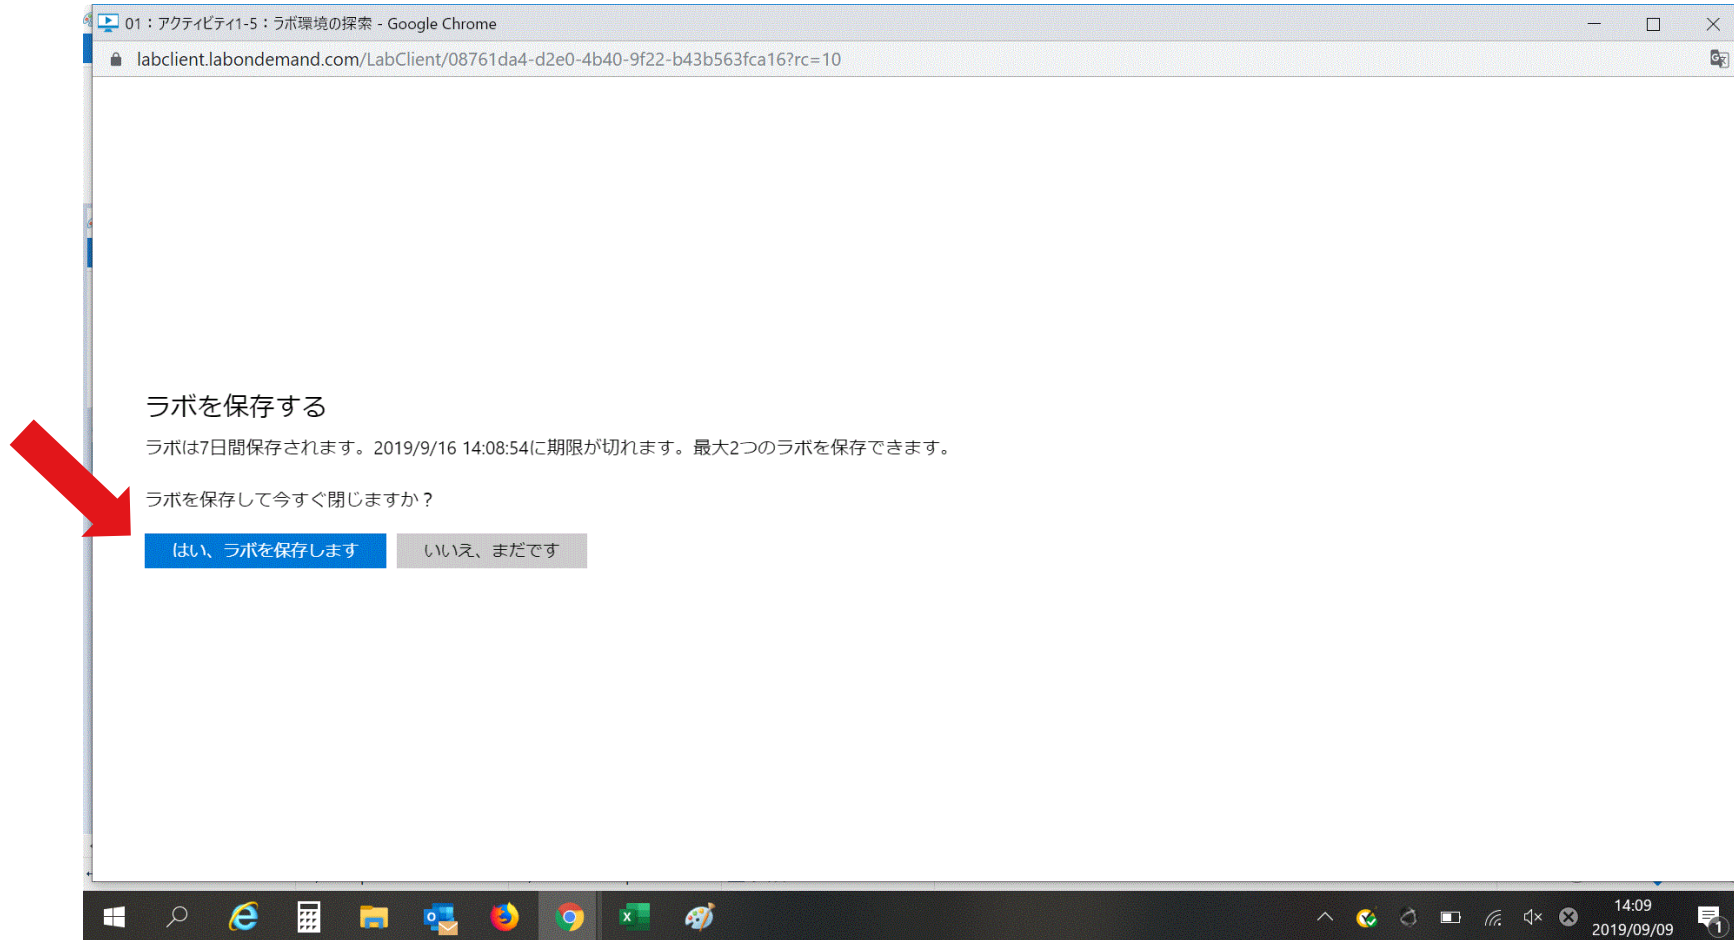 01：アクティビティ1-5：ラボ環境の探索 - Google Chrome
labclient.labondemand.com/LabClient/08761da4-d2e0-4b40-9f22-b43b563fca16?rc=10
ラボを保存する
ラボは7日間保存されます。2019/9/16 14:08:54に期限が切れます。最大2つのラボを保存できます。
ラボを保存して今すぐ閉じますか？
はい、ラボを保存します
いいえ、まだです
14:09
2019/09/09
1